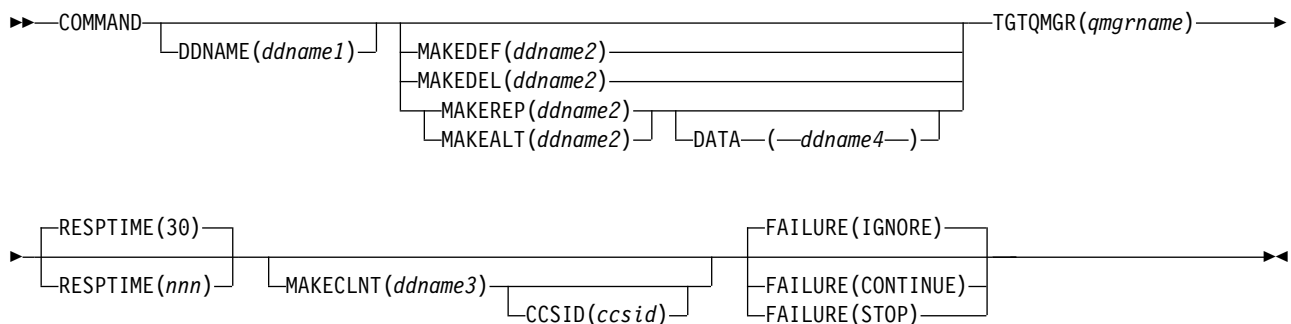 COMMAND
DDNAME(ddname1)
MAKEDEF(ddname2)
MAKEDEL(ddname2)
MAKEREP(ddname2)
MAKEALT(ddname2)
DATA ( ddname4 )
TGTQMGR(qmgrname)
RESPTIME(30)
RESPTIME(nnn)
MAKECLNT(ddname3)
CCSID(ccsid)
FAILURE(IGNORE)
FAILURE(CONTINUE)
FAILURE(STOP)